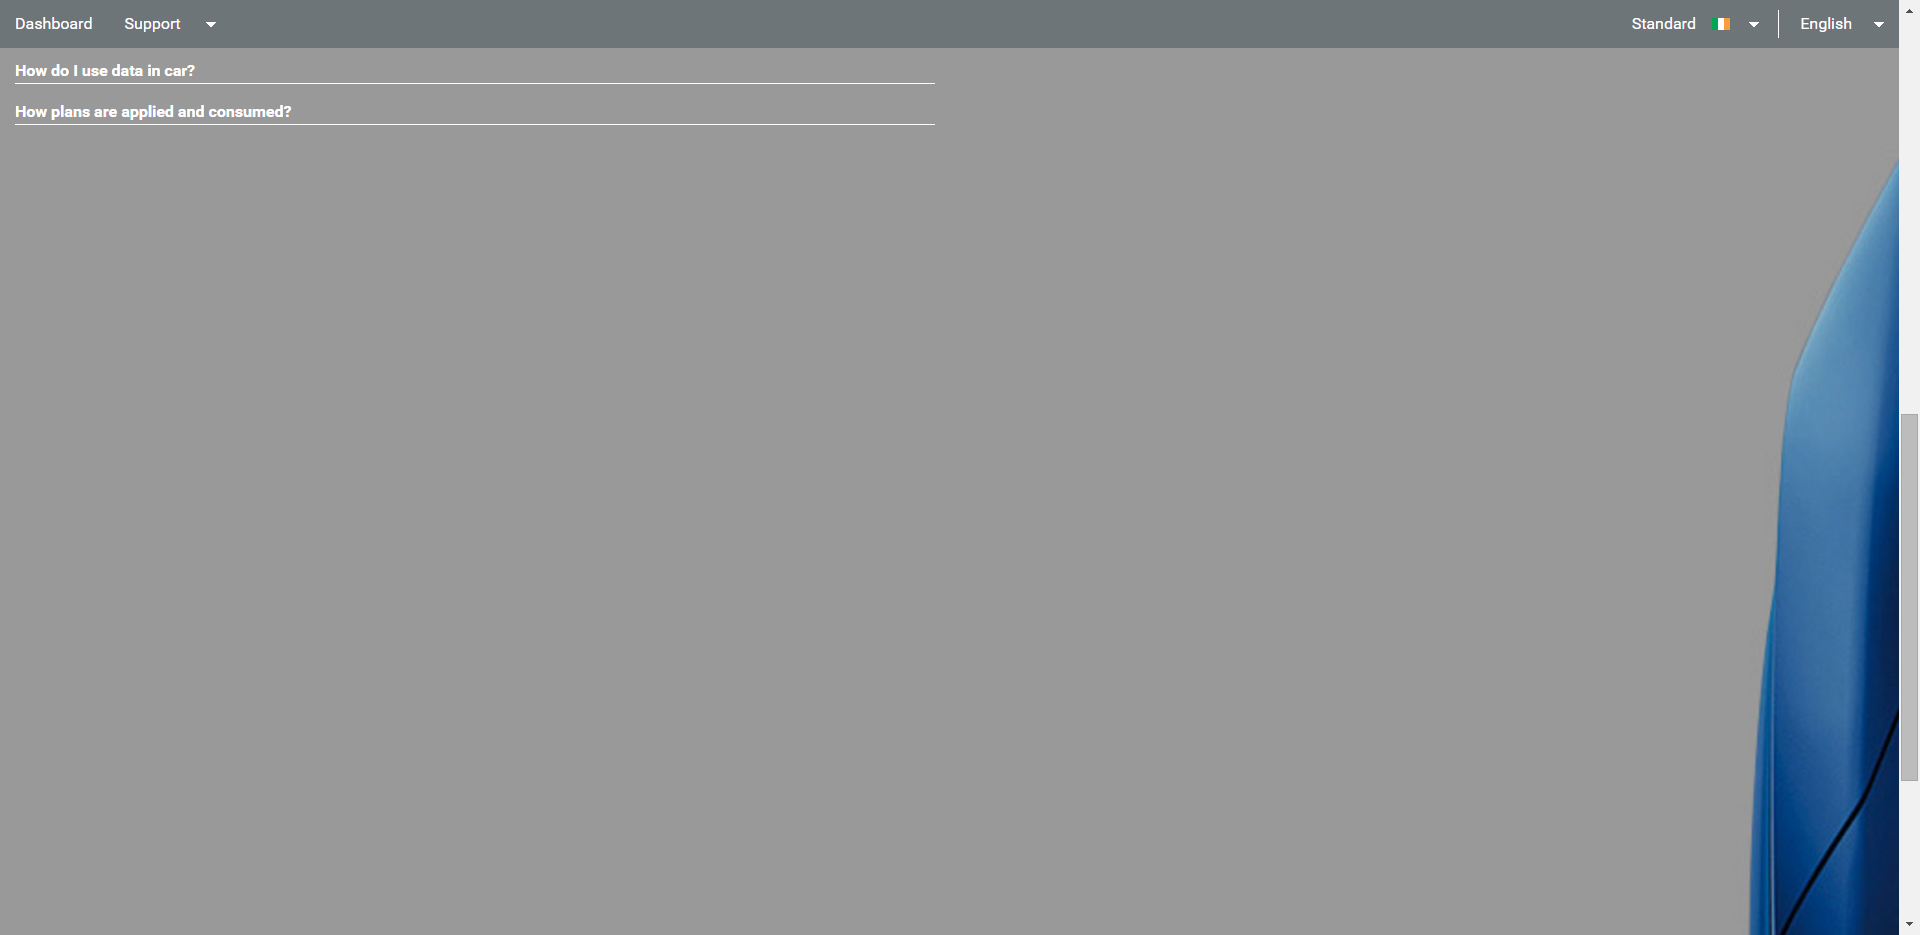 Dashboard Support Standard English
How do I use data in car?
How plans are applied and consumed?